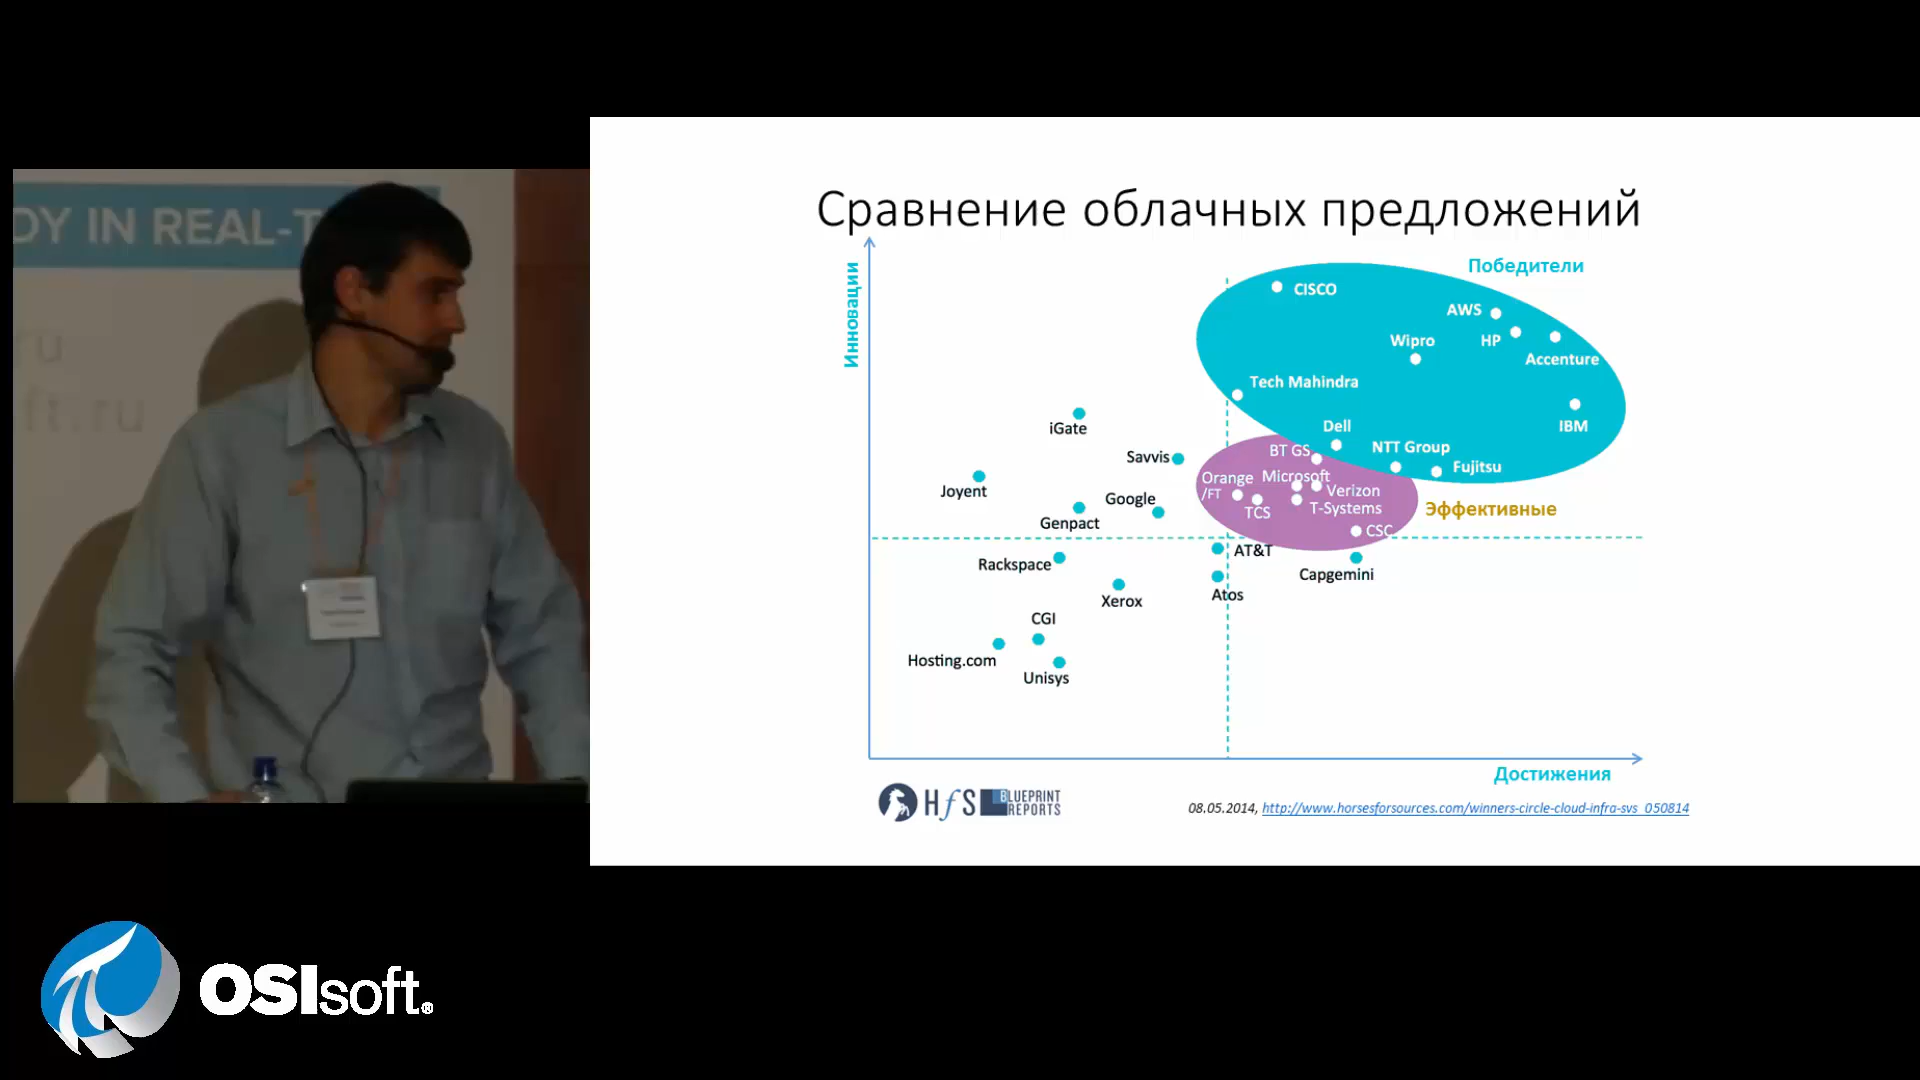 DY IN REAL-T
ru
ft.ru
Сравнение облачных предложений
Инновации
Победители
CISCO
AWS
HP
Wipro
Accenture
Tech Mahindra
IBM
Dell
NTT Group
Fujitsu
iGate
Savvis
BT GS
Orange
/FT
Microsoft
Verizon
TCS
T-Systems
CSC
Эффективные
Joyent
Google
Genpact
Rackspace
AT&T
Capgemini
Xerox
Atos
CGI
Hosting.com
Unisys
Достижения
HfS BLUEPRINT
REPORTS
08.05.2014, http://www.horsesforsources.com/winners-circle-cloud-infra-svs_050814
OSIsoft.